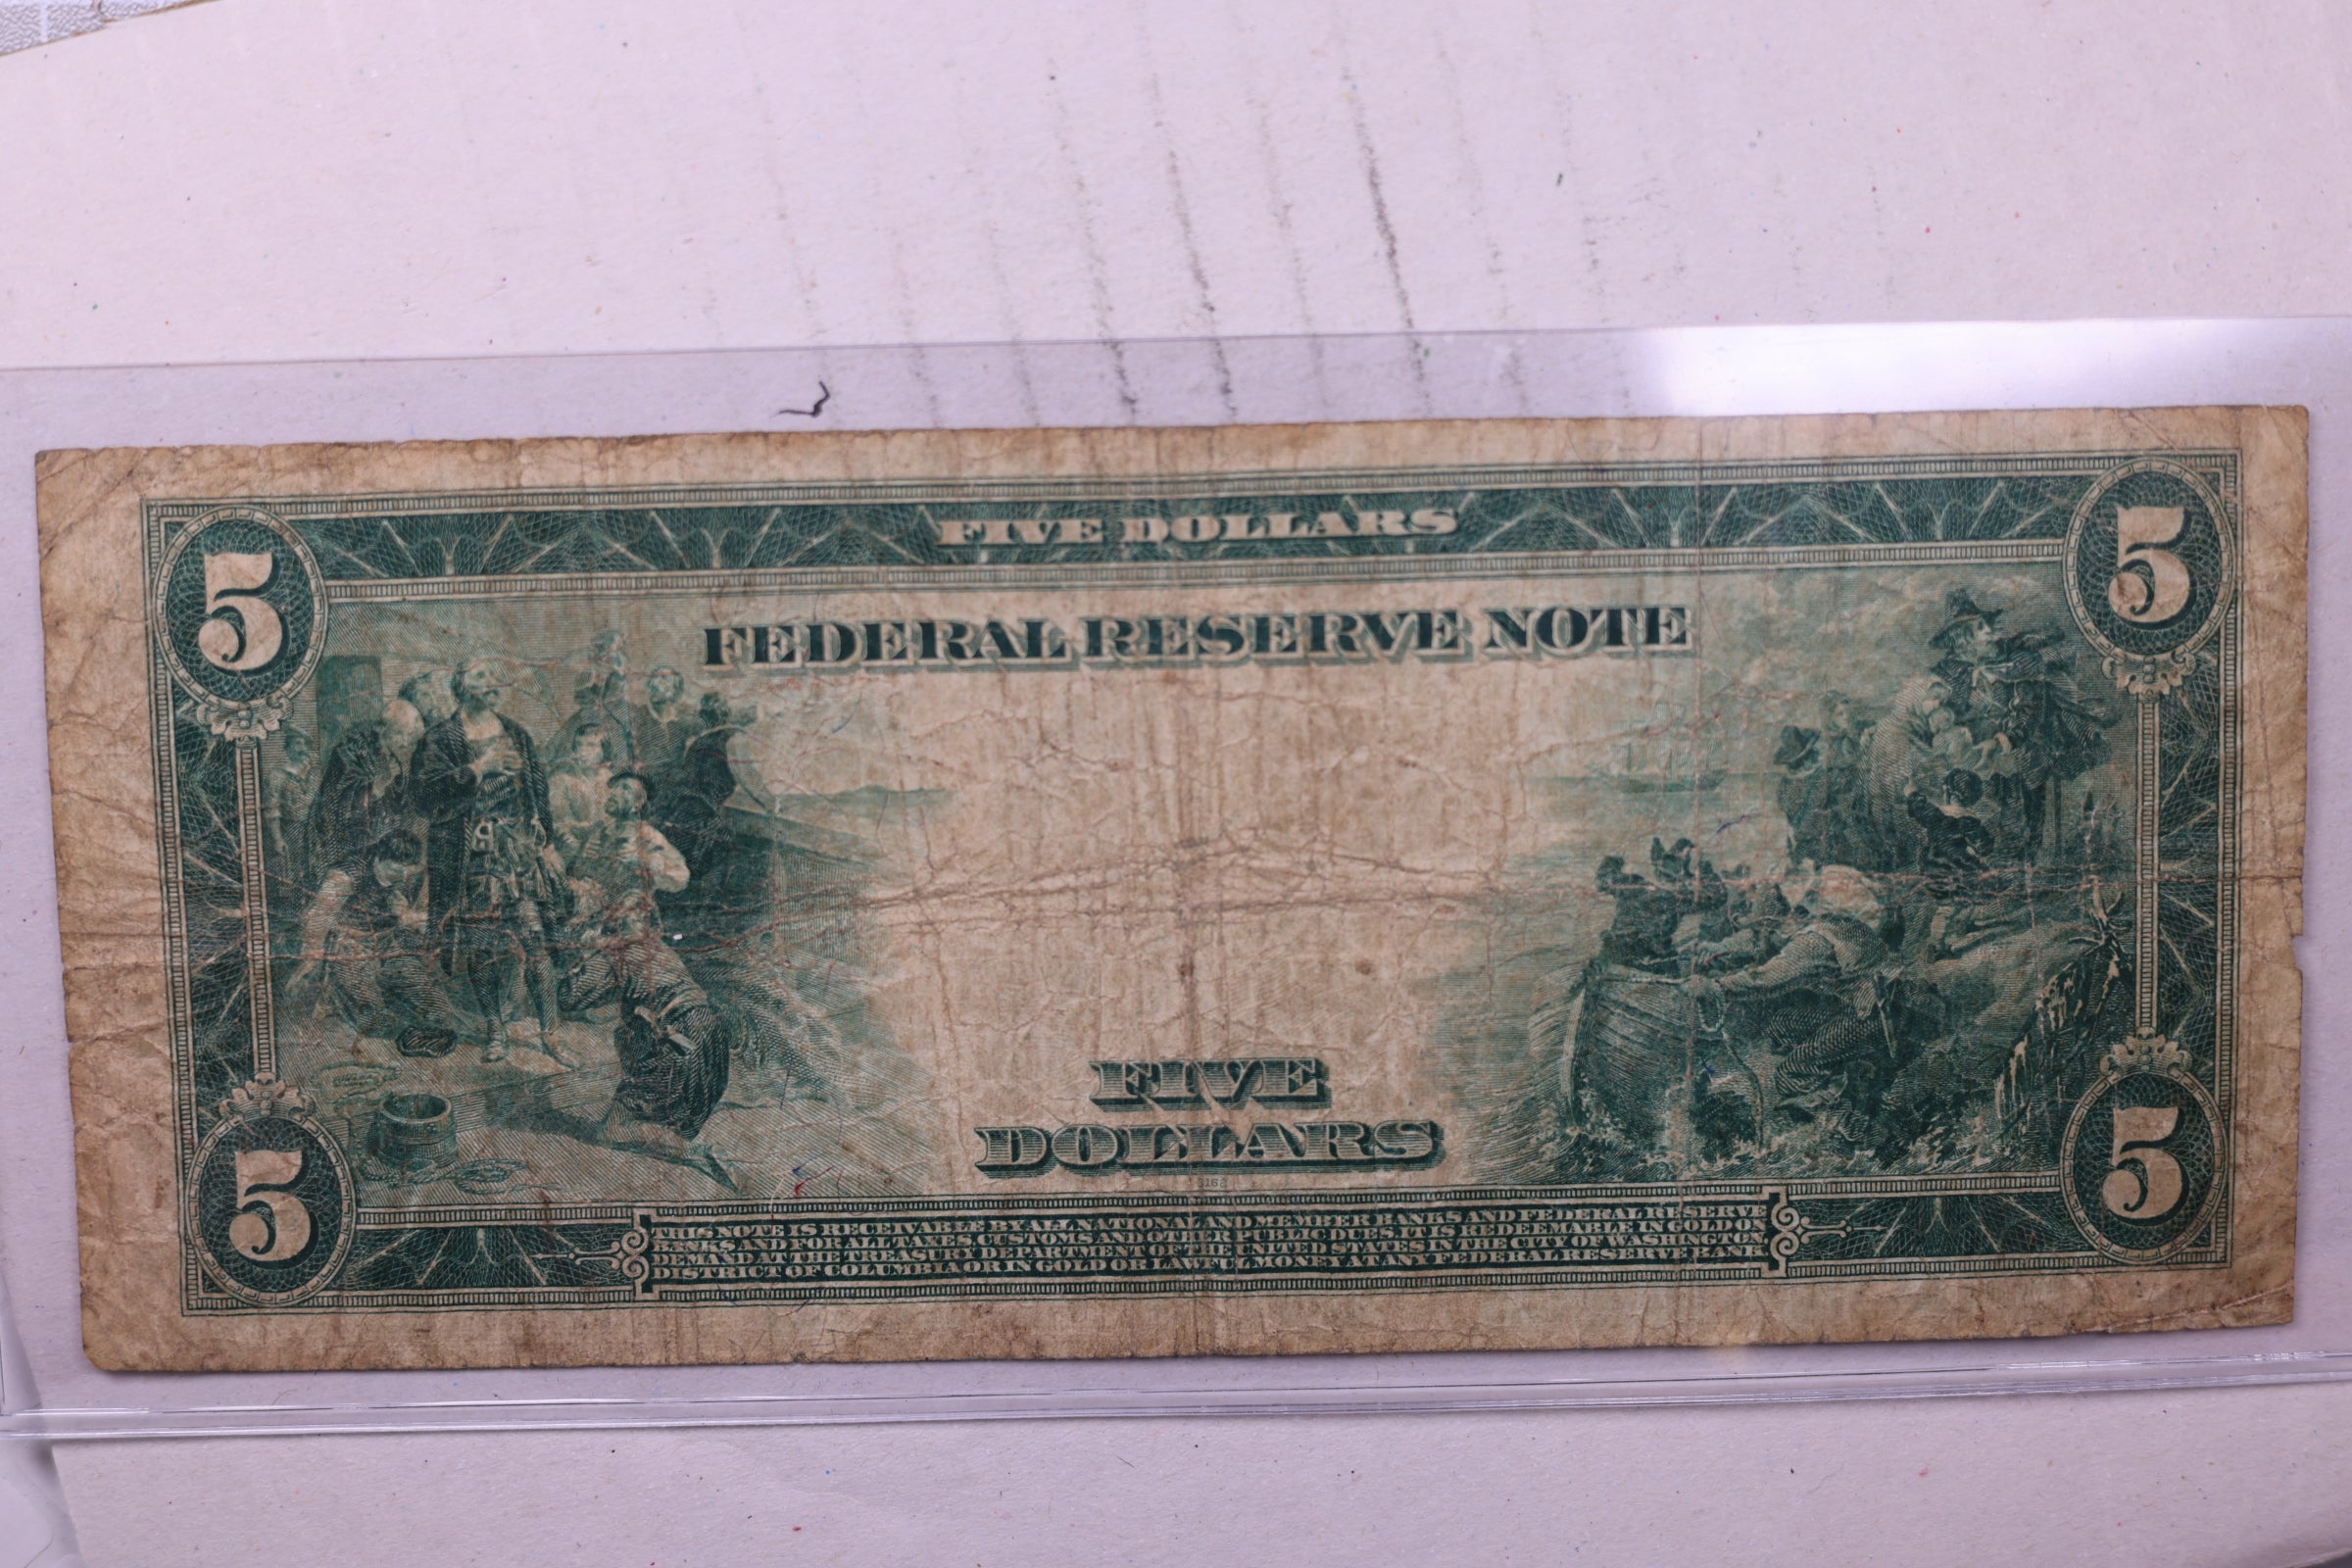 FIVE DOLLARS
5
5
FEDERAL RESERVE NOTE
FIVE
DOLLARS
5
5
THIS NOTE IS RECEIVABLE BY ALL NATIONAL AND MEMBER BANKS AND FEDERAL RESERVE
BANKS AND FOR ALL TAXES, CUSTOMS AND OTHER PUBLIC DUES. IT IS REDEEMABLE IN GOLD ON
DEMAND AT THE TREASURY DEPARTMENT OF THE UNITED STATES IN THE CITY OF WASHINGTON
DISTRICT OF COLUMBIA OR IN GOLD OR LAWFUL MONEY AT ANY FEDERAL RESERVE BANK.